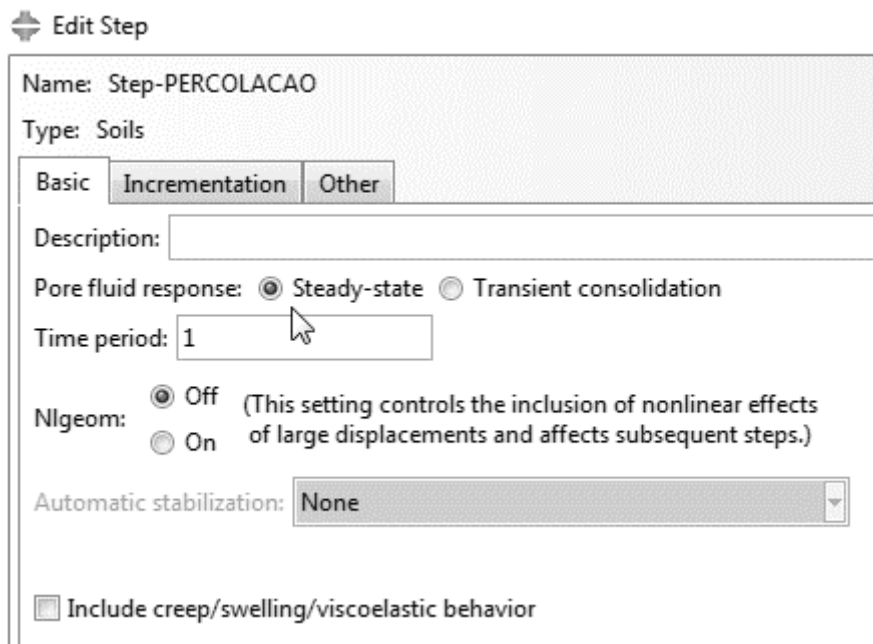 Edit Step
Name: Step-PERCOLACAO
Type: Soils
Basic Incrementation Other
Description:
Pore fluid response: Steady-state Transient consolidation
Time period: 1
Nlgeom: Off (This setting controls the inclusion of nonlinear effects
On of large displacements and affects subsequent steps.)
Automatic stabilization: None
Include creep/swelling/viscoelastic behavior